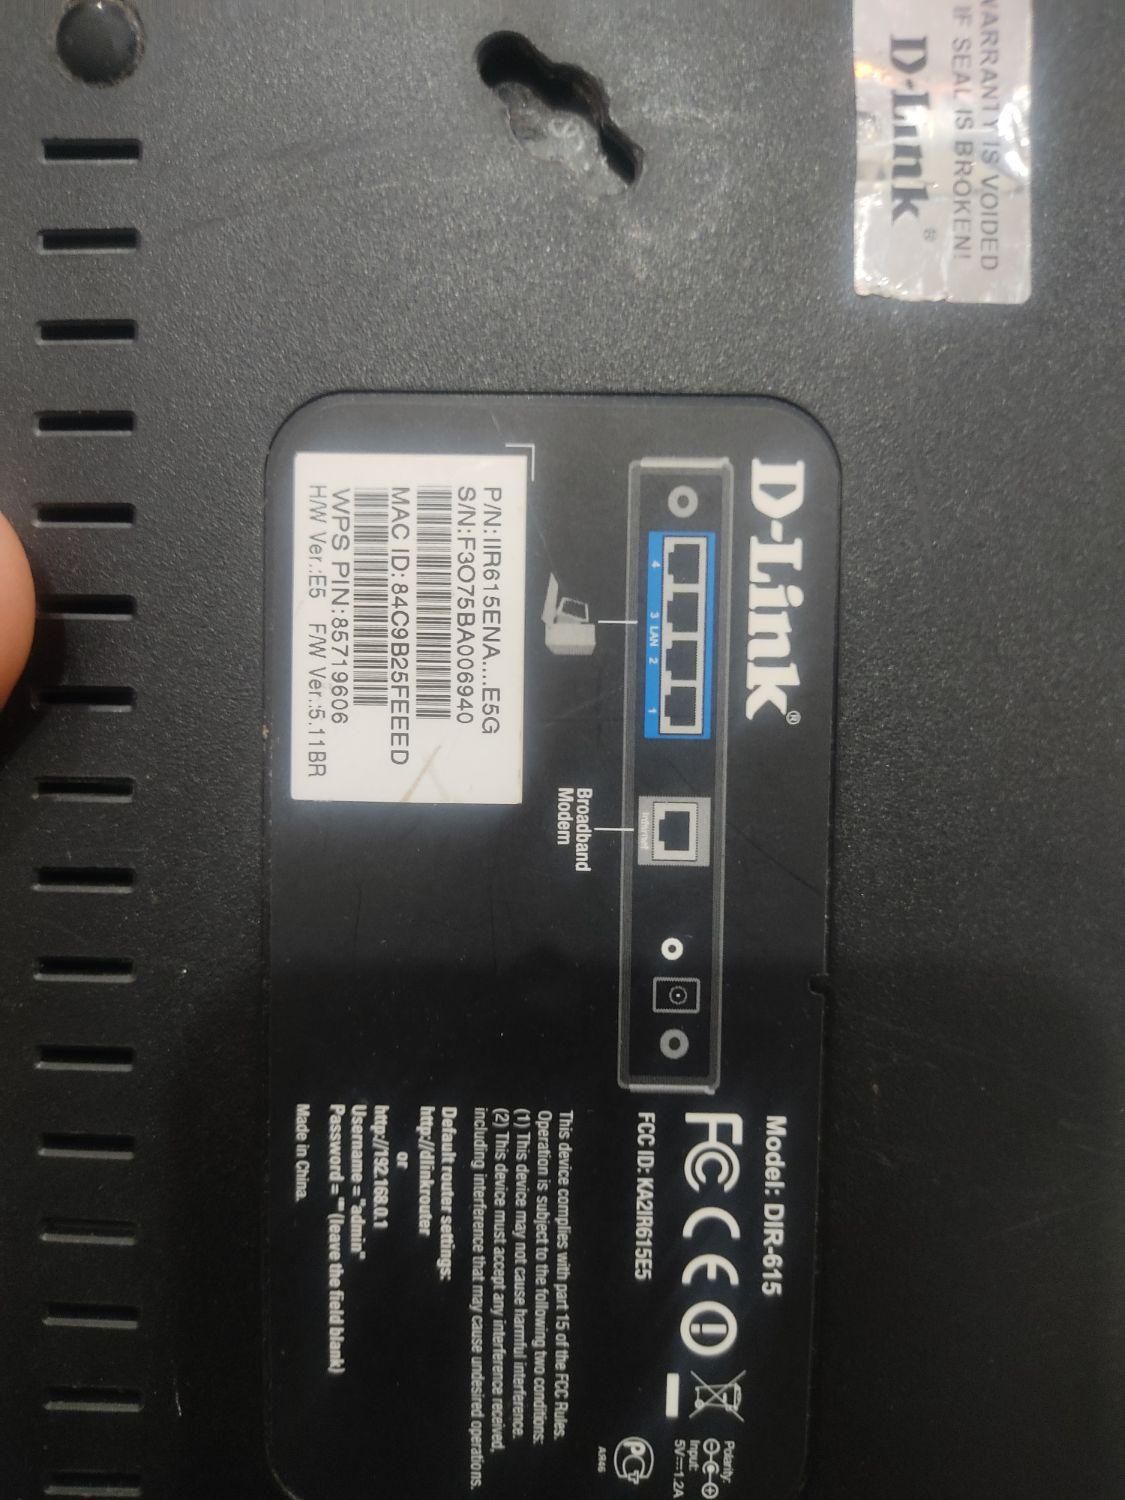 WARRANTY IS VOIDED
IF SEAL IS BROKEN!
D-Link®
D-Link®
4 3 LAN 2 1
Internet
Broadband
Modem
P/N:IIR615ENA....E5G
S/N:F3O75BA006940
MAC ID:84C9B25FEEED
WPS PIN:85719606
H/W Ver.:E5 F/W Ver.:5.11BR
Model: DIR-615
FC CE
FCC ID: KA2IR615E5
Polarity:
Input:
5V⎓1.2A
PCT
AR46
This device complies with part 15 of the FCC Rules.
Operation is subject to the following two conditions:
(1) This device may not cause harmful interference.
(2) This device must accept any interference received,
including interference that may cause undesired operations.
Default router settings:
http://dlinkrouter
or
http://192.168.0.1
Username = "admin"
Password = "" (leave the field blank)
Made in China